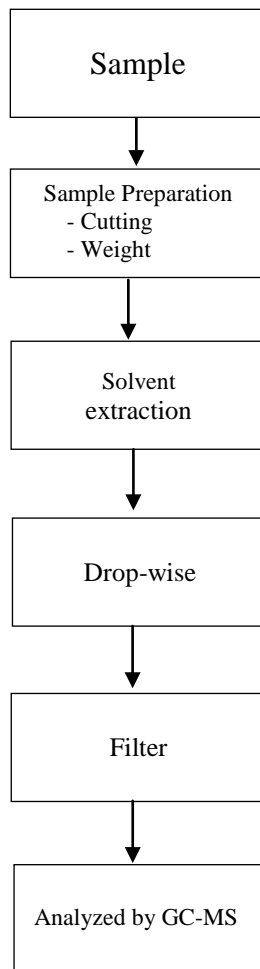 Sample
Sample Preparation
- Cutting
- Weight
Solvent
extraction
Drop-wise
Filter
Analyzed by GC-MS